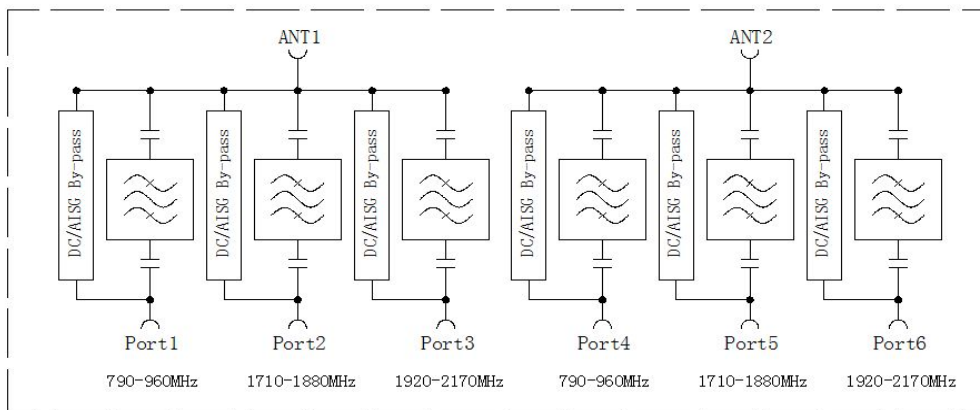 ANT1 ANT2
DC/AISG By-pass
DC/AISG By-pass
DC/AISG By-pass
DC/AISG By-pass
DC/AISG By-pass
DC/AISG By-pass
Port1 Port2 Port3 Port4 Port5 Port6
790-960MHz 1710-1880MHz 1920-2170MHz 790-960MHz 1710-1880MHz 1920-2170MHz